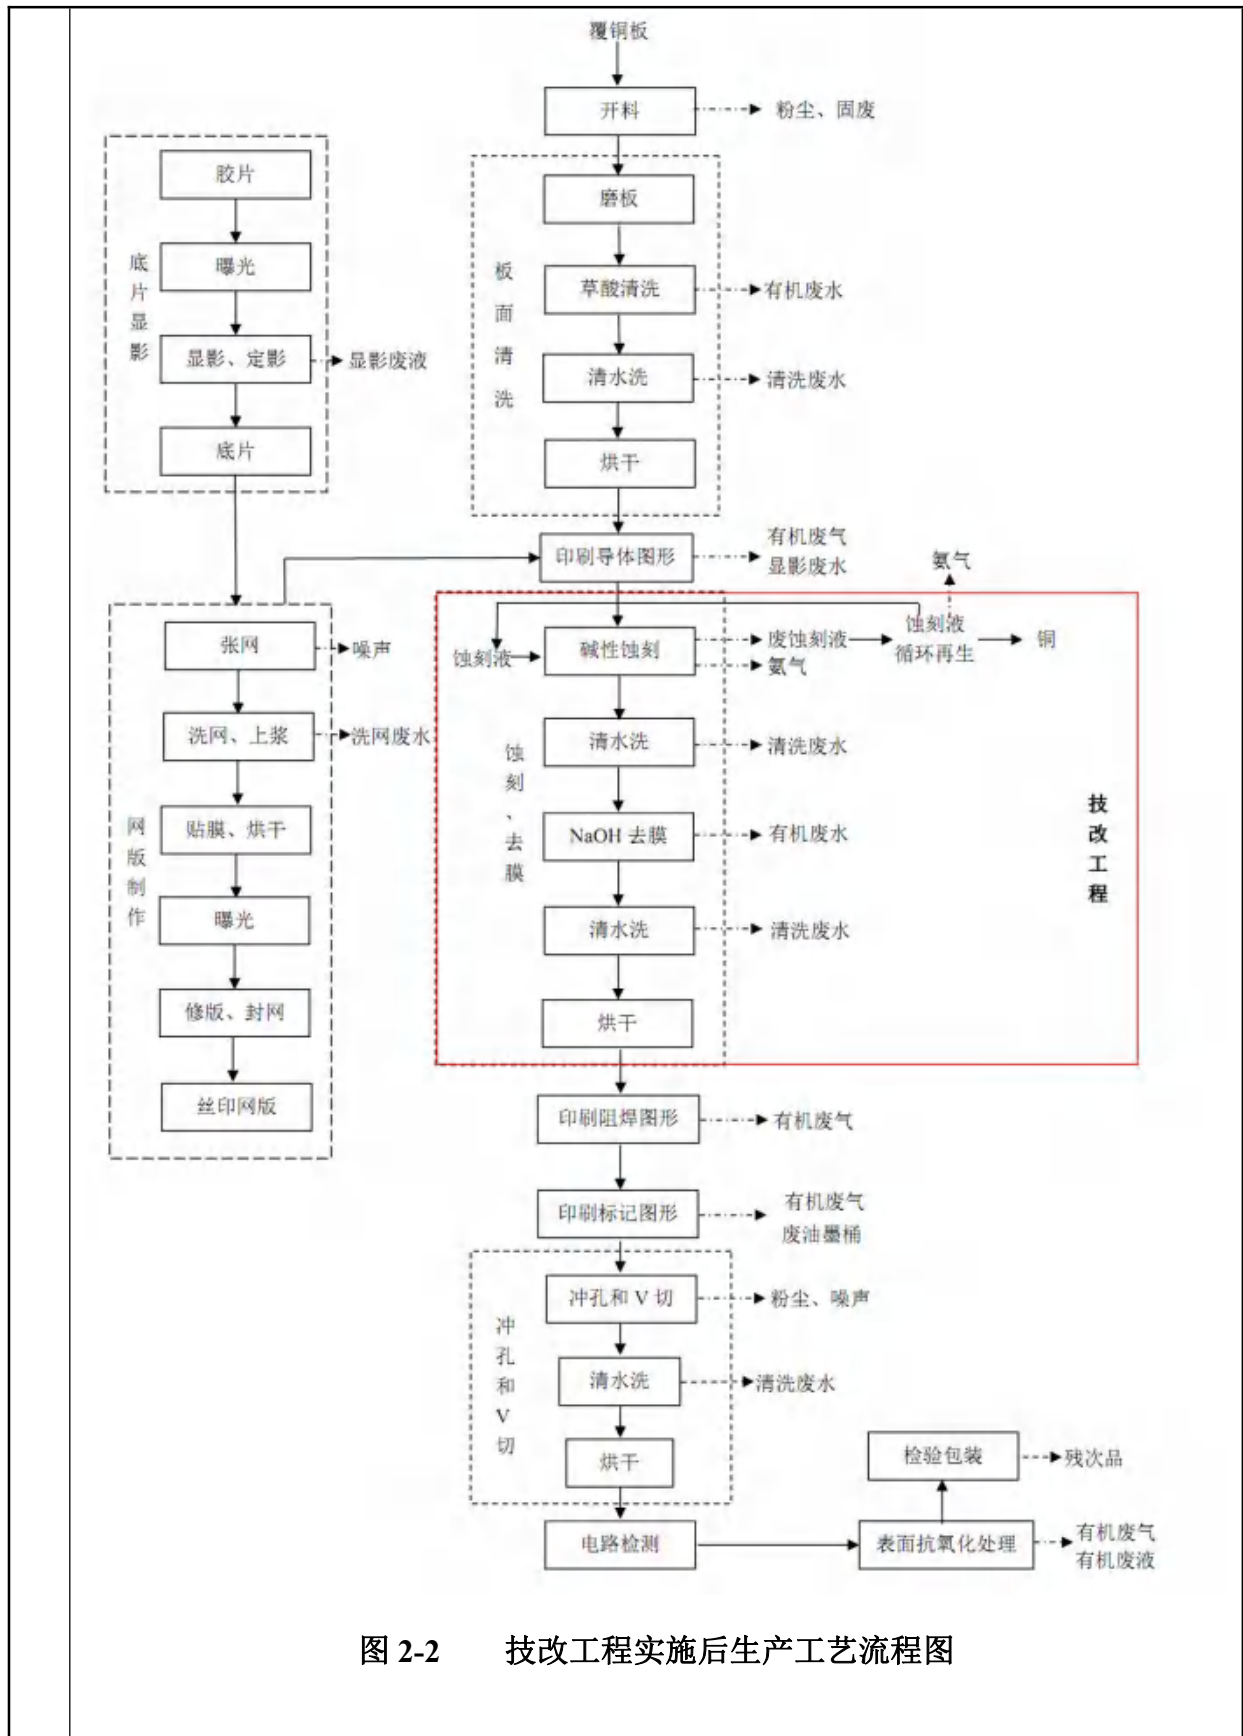 覆铜板
开料
粉尘、固废
胶片
曝光
显影、定影
显影废液
底片
底片显影
磨板
草酸清洗
有机废水
清水洗
清洗废水
烘干
板面清洗
印刷导体图形
有机废气
显影废水
张网
噪声
洗网、上浆
洗网废水
贴膜、烘干
曝光
修版、封网
丝印网版
网版制作
蚀刻液
碱性蚀刻
废蚀刻液
氨气
氨气
蚀刻液
循环再生
铜
清水洗
清洗废水
NaOH 去膜
有机废水
清水洗
清洗废水
烘干
蚀刻、去膜
技改工程
印刷阻焊图形
有机废气
印刷标记图形
有机废气
废油墨桶
冲孔和 V 切
粉尘、噪声
清水洗
清洗废水
烘干
冲孔和V切
电路检测
表面抗氧化处理
有机废气
有机废液
检验包装
残次品
图 2-2 技改工程实施后生产工艺流程图